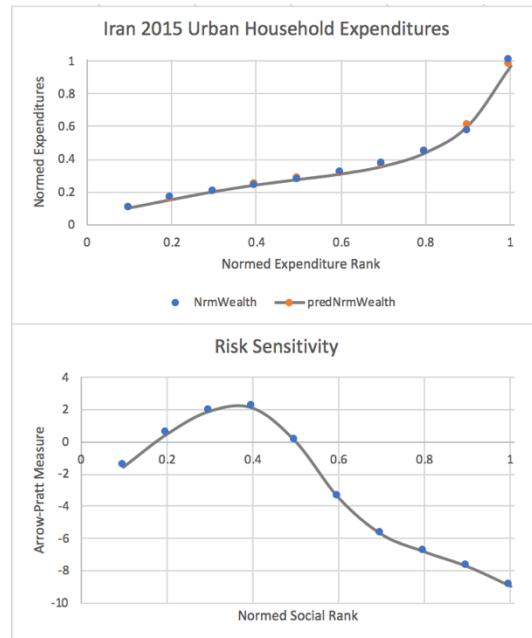 Iran 2015 Urban Household Expenditures
Normed Expenditures
1
0.8
0.6
0.4
0.2
0
0 0.2 0.4 0.6 0.8 1
Normed Expenditure Rank
NrmWealth predNrmWealth
Risk Sensitivity
Arrow-Pratt Measure
4
2
0
0 0.2 0.4 0.6 0.8 1
-2
-4
-6
-8
-10
Normed Social Rank